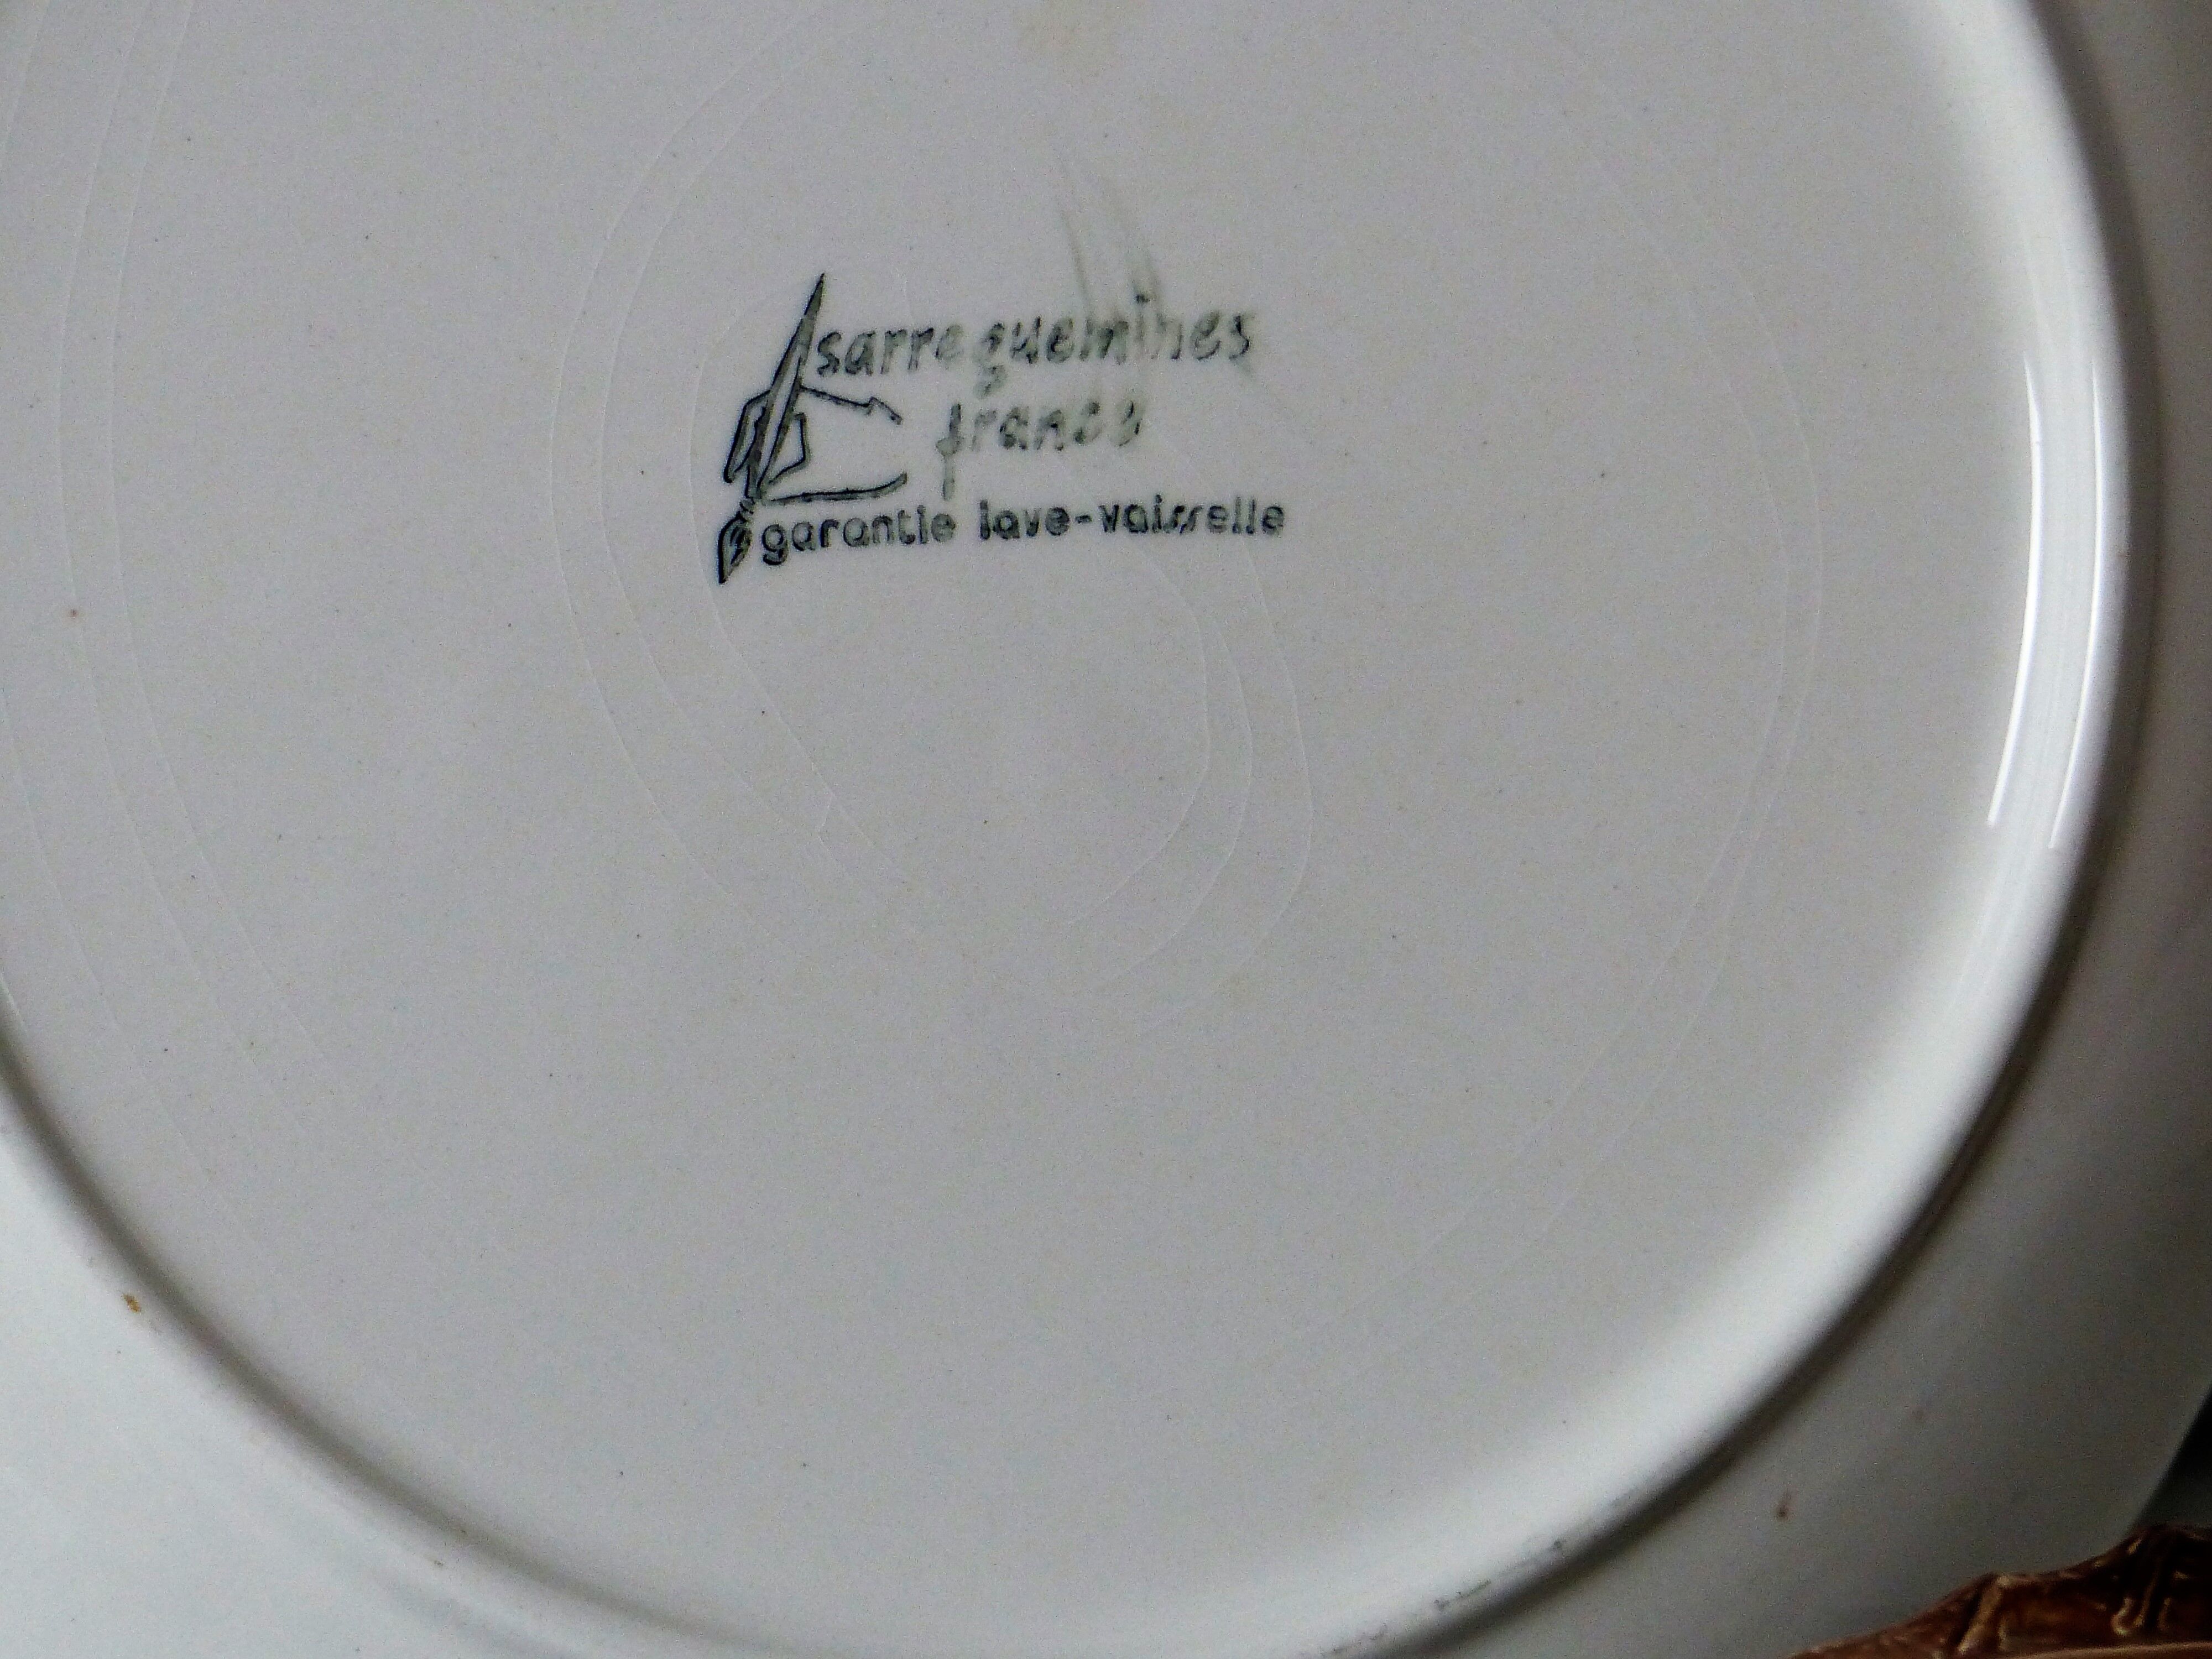 sarreguemines
france
garantie lave-vaisselle